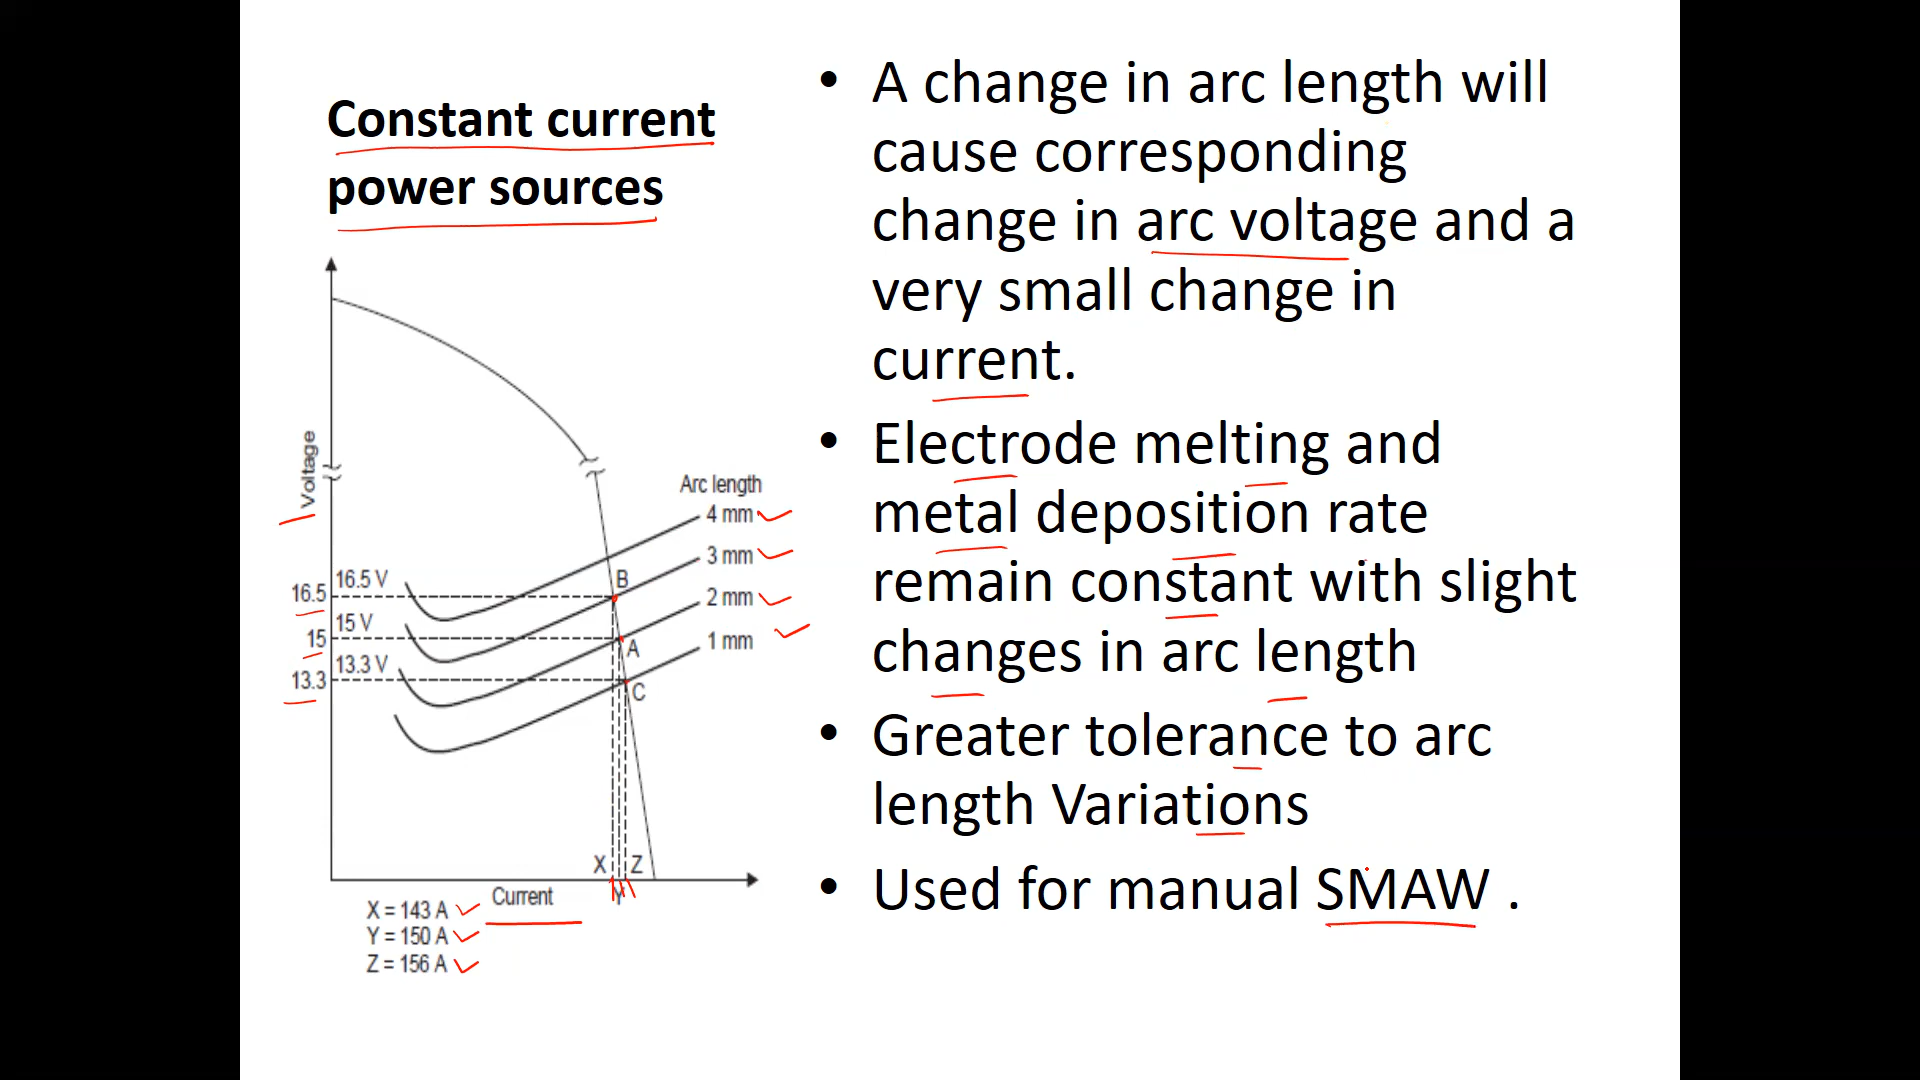 Constant current
power sources
Voltage
Arc length
4 mm
3 mm
2 mm
1 mm
16.5 V
16.5
B
15 V
15
A
13.3 V
13.3
C
X
Z
Y
Current
X = 143 A
Y = 150 A
Z = 156 A
• A change in arc length will
cause corresponding
change in arc voltage and a
very small change in
current.
• Electrode melting and
metal deposition rate
remain constant with slight
changes in arc length
• Greater tolerance to arc
length Variations
• Used for manual SMAW .